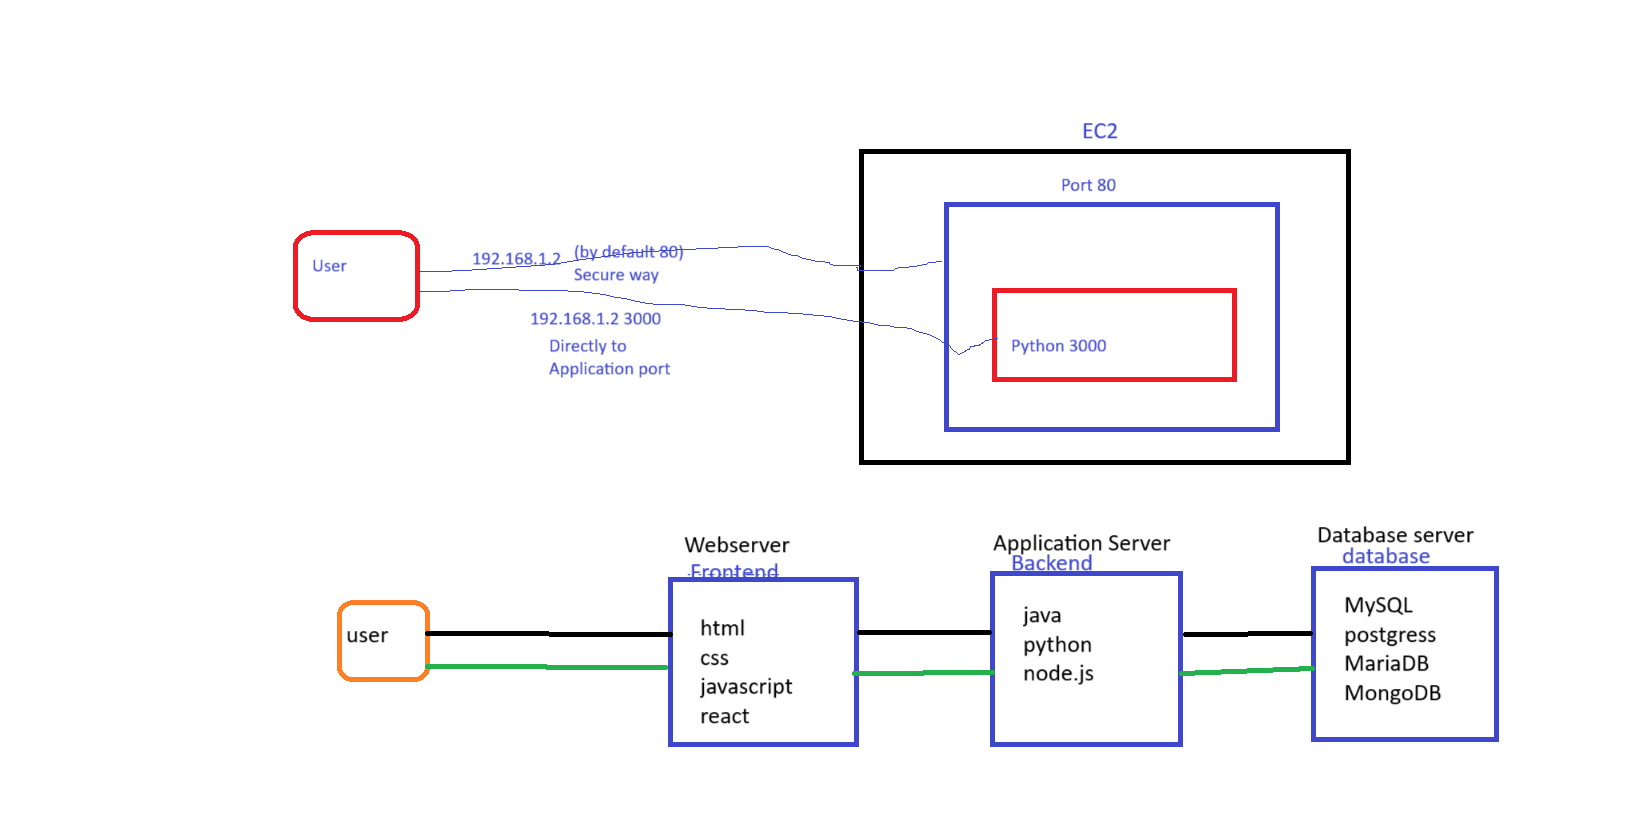 EC2
Port 80
User
192.168.1.2 (by default 80)
Secure way
192.168.1.2 3000
Directly to
Application port
Python 3000
Webserver
Frontend
Application Server
Backend
Database server
database
user
html
css
javascript
react
java
python
node.js
MySQL
postgress
MariaDB
MongoDB